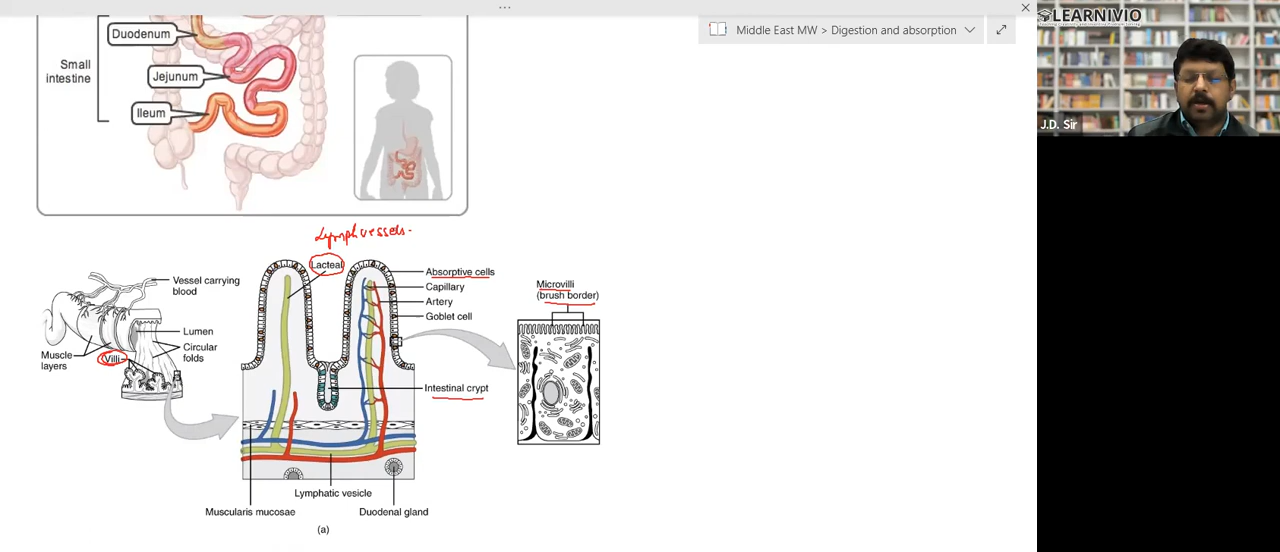 LEARNIVO
Middle East MW > Digestion and absorption
J.D. Sir
Duodenum
Small
intestine
Jejunum
Ileum
Lymph vessels.
Lacteal
Absorptive cells
Capillary
Artery
Goblet cell
Vessel carrying
blood
Lumen
Circular
folds
Muscle
layers
Villi
Microvilli
(brush border)
Intestinal crypt
Lymphatic vesicle
Muscularis mucosae
Duodenal gland
(a)